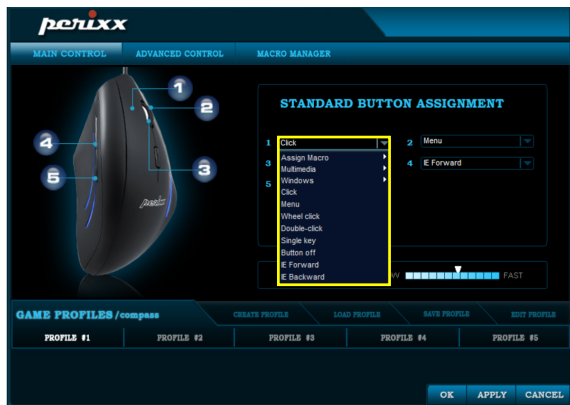 perixx
MAIN CONTROL ADVANCED CONTROL MACRO MANAGER
1
2
3
4
5
perixx
STANDARD BUTTON ASSIGNMENT
1 Click 2 Menu
3 4 IE Forward
5
Assign Macro
Multimedia
Windows
Click
Menu
Wheel click
Double-click
Single key
Button off
IE Forward
IE Backward
FAST
GAME PROFILES /compass CREATE PROFILE LOAD PROFILE SAVE PROFILE EDIT PROFILE
PROFILE #1 PROFILE #2 PROFILE #3 PROFILE #4 PROFILE #5
OK APPLY CANCEL